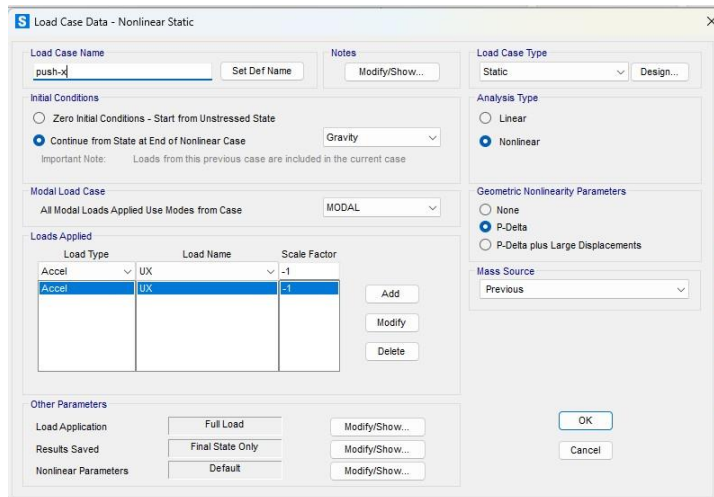 S Load Case Data - Nonlinear Static
Load Case Name
push-x
Set Def Name
Notes
Modify/Show...
Load Case Type
Static
Design...
Initial Conditions
Zero Initial Conditions - Start from Unstressed State
Continue from State at End of Nonlinear Case
Gravity
Important Note: Loads from this previous case are included in the current case
Analysis Type
Linear
Nonlinear
Modal Load Case
All Modal Loads Applied Use Modes from Case
MODAL
Geometric Nonlinearity Parameters
None
P-Delta
P-Delta plus Large Displacements
Loads Applied
Load Type Load Name Scale Factor
Accel UX -1
Accel UX -1
Add
Modify
Delete
Mass Source
Previous
Other Parameters
Load Application Full Load Modify/Show...
Results Saved Final State Only Modify/Show...
Nonlinear Parameters Default Modify/Show...
OK
Cancel